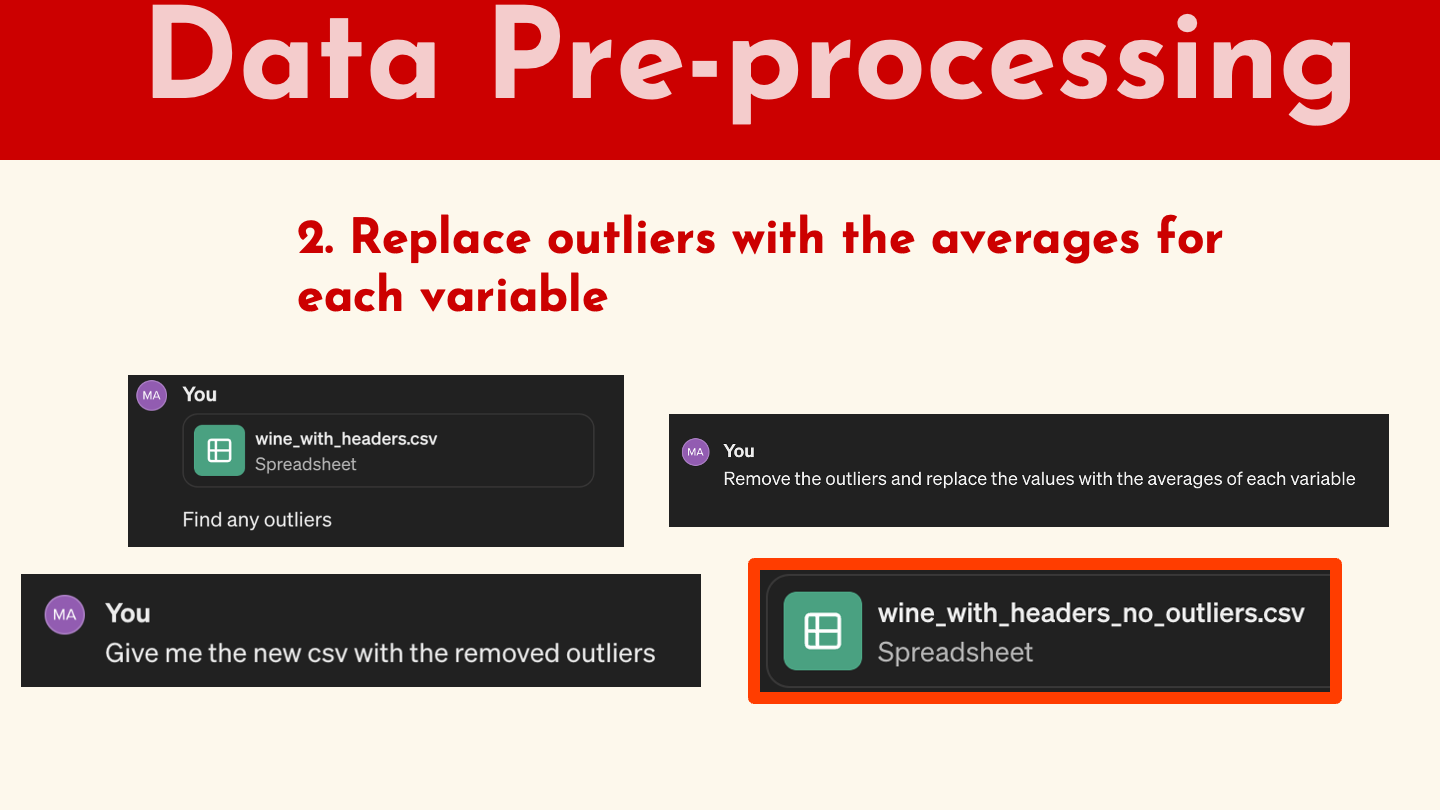 Data Pre-processing
2. Replace outliers with the averages for
each variable
MA
You
wine_with_headers.csv
Spreadsheet
Find any outliers
MA
You
Remove the outliers and replace the values with the averages of each variable
MA
You
Give me the new csv with the removed outliers
wine_with_headers_no_outliers.csv
Spreadsheet